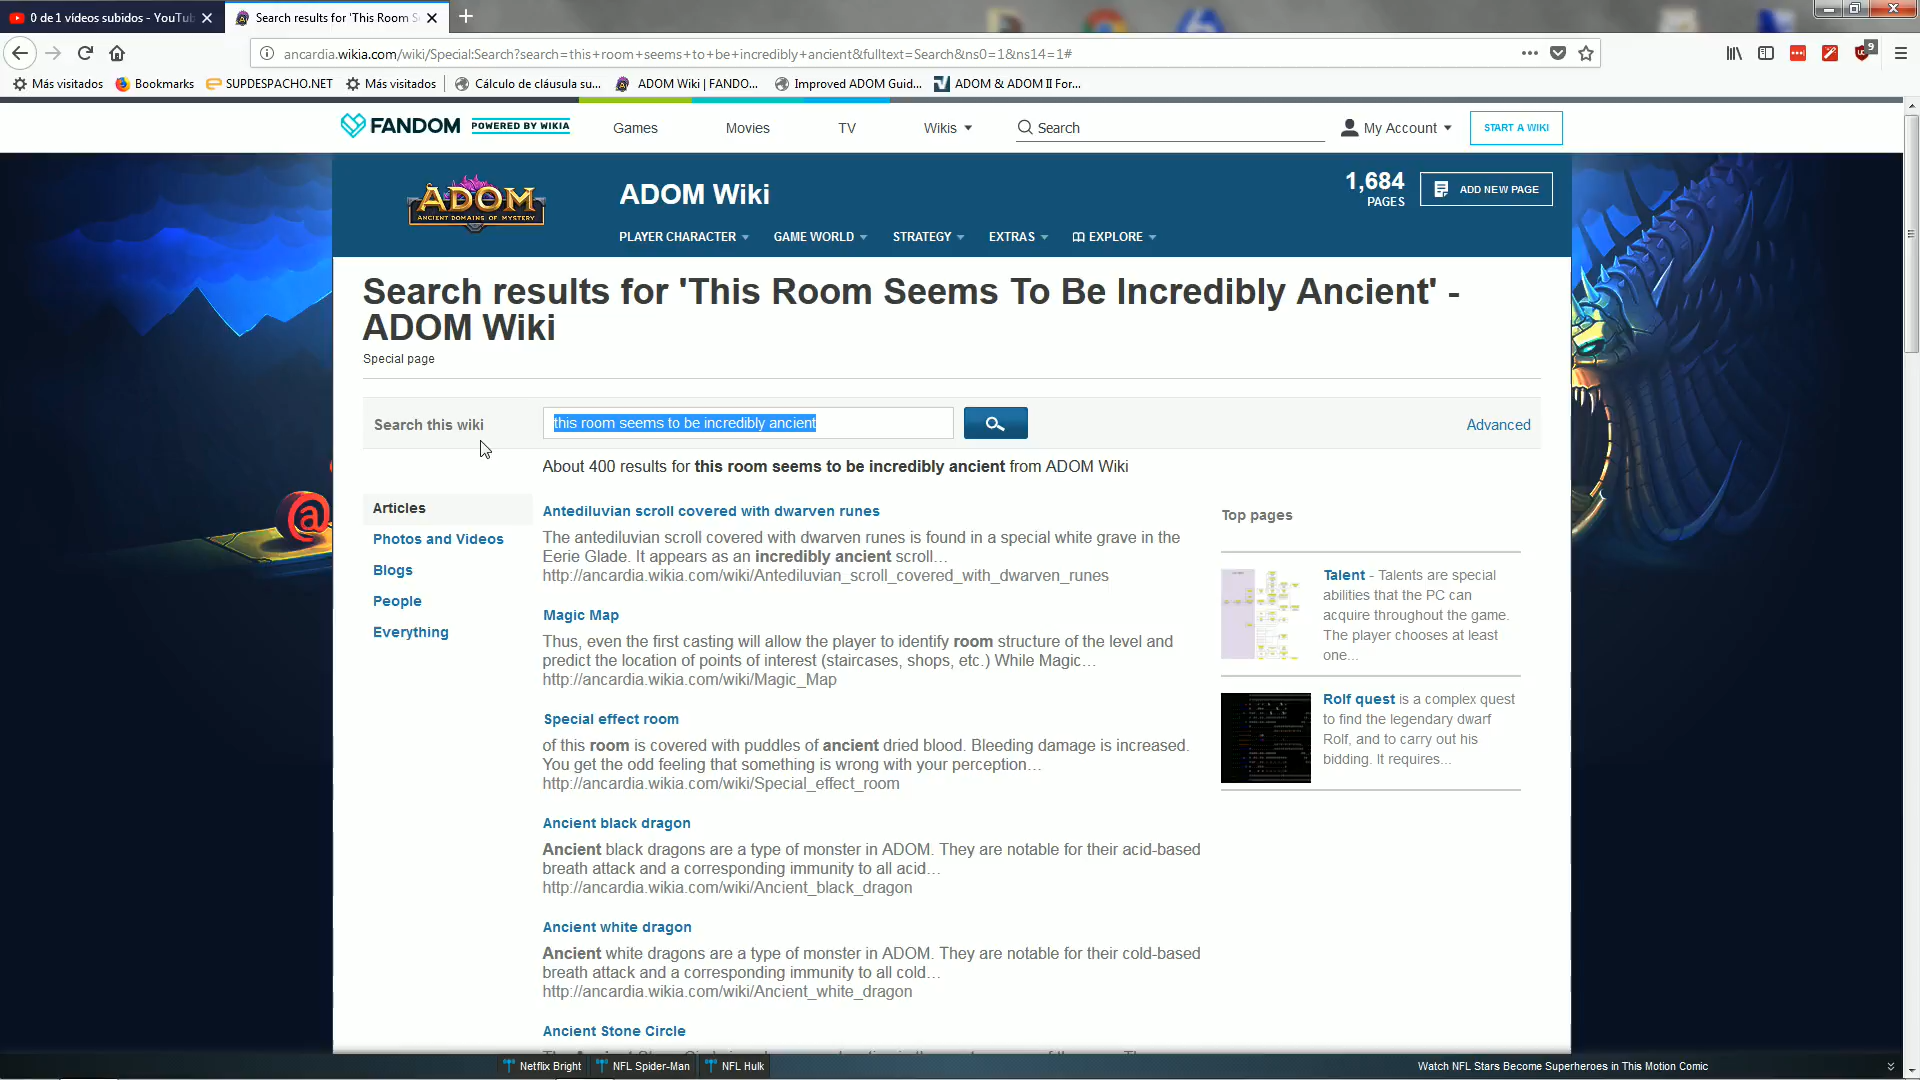 0 de 1 vídeos subidos - YouTub
Search results for 'This Room S
ancardia.wikia.com/wiki/Special:Search?search=this+room+seems+to+be+incredibly+ancient&fulltext=Search&ns0=1&ns14=1#
9
Más visitados
Bookmarks
SUPDESPACHO.NET
Más visitados
Cálculo de cláusula su...
ADOM Wiki | FANDO...
Improved ADOM Guid...
ADOM & ADOM II For...
FANDOM
POWERED BY WIKIA
Games
Movies
TV
Wikis
Search
My Account
START A WIKI
ADOM
ANCIENT DOMAINS OF MYSTERY
ADOM Wiki
1,684
PAGES
ADD NEW PAGE
PLAYER CHARACTER
GAME WORLD
STRATEGY
EXTRAS
EXPLORE
Search results for 'This Room Seems To Be Incredibly Ancient' -
ADOM Wiki
Special page
Search this wiki
this room seems to be incredibly ancient
Advanced
About 400 results for this room seems to be incredibly ancient from ADOM Wiki
Articles
Photos and Videos
Blogs
People
Everything
@
Antediluvian scroll covered with dwarven runes
The antediluvian scroll covered with dwarven runes is found in a special white grave in the
Eerie Glade. It appears as an incredibly ancient scroll…
http://ancardia.wikia.com/wiki/Antediluvian_scroll_covered_with_dwarven_runes
Magic Map
Thus, even the first casting will allow the player to identify room structure of the level and
predict the location of points of interest (staircases, shops, etc.) While Magic…
http://ancardia.wikia.com/wiki/Magic_Map
Special effect room
of this room is covered with puddles of ancient dried blood. Bleeding damage is increased.
You get the odd feeling that something is wrong with your perception…
http://ancardia.wikia.com/wiki/Special_effect_room
Ancient black dragon
Ancient black dragons are a type of monster in ADOM. They are notable for their acid-based
breath attack and a corresponding immunity to all acid…
http://ancardia.wikia.com/wiki/Ancient_black_dragon
Ancient white dragon
Ancient white dragons are a type of monster in ADOM. They are notable for their cold-based
breath attack and a corresponding immunity to all cold…
http://ancardia.wikia.com/wiki/Ancient_white_dragon
Ancient Stone Circle
Top pages
Talent - Talents are special
abilities that the PC can
acquire throughout the game.
The player chooses at least
one...
Rolf quest is a complex quest
to find the legendary dwarf
Rolf, and to carry out his
bidding. It requires...
Netflix Bright
NFL Spider-Man
NFL Hulk
Watch NFL Stars Become Superheroes in This Motion Comic